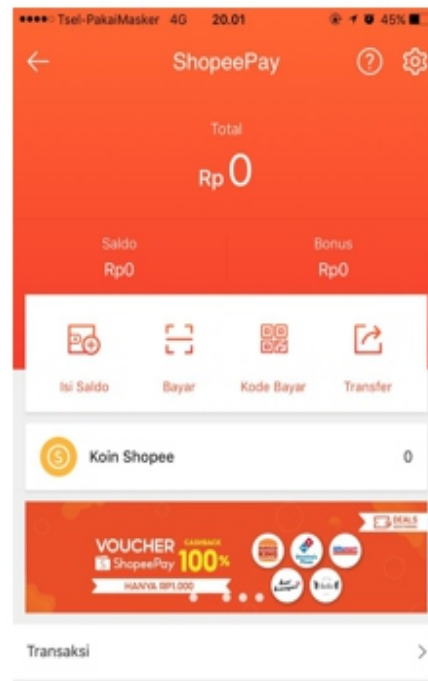 Tsel-PakaiMasker 4G 20.01 45%
ShopeePay
Total
Rp 0
Saldo Bonus
Rp0 Rp0
Isi Saldo Bayar Kode Bayar Transfer
Koin Shopee 0
DEALS
VOUCHER CASHBACK
ShopeePay 100%
HANYA RP1.000
Transaksi